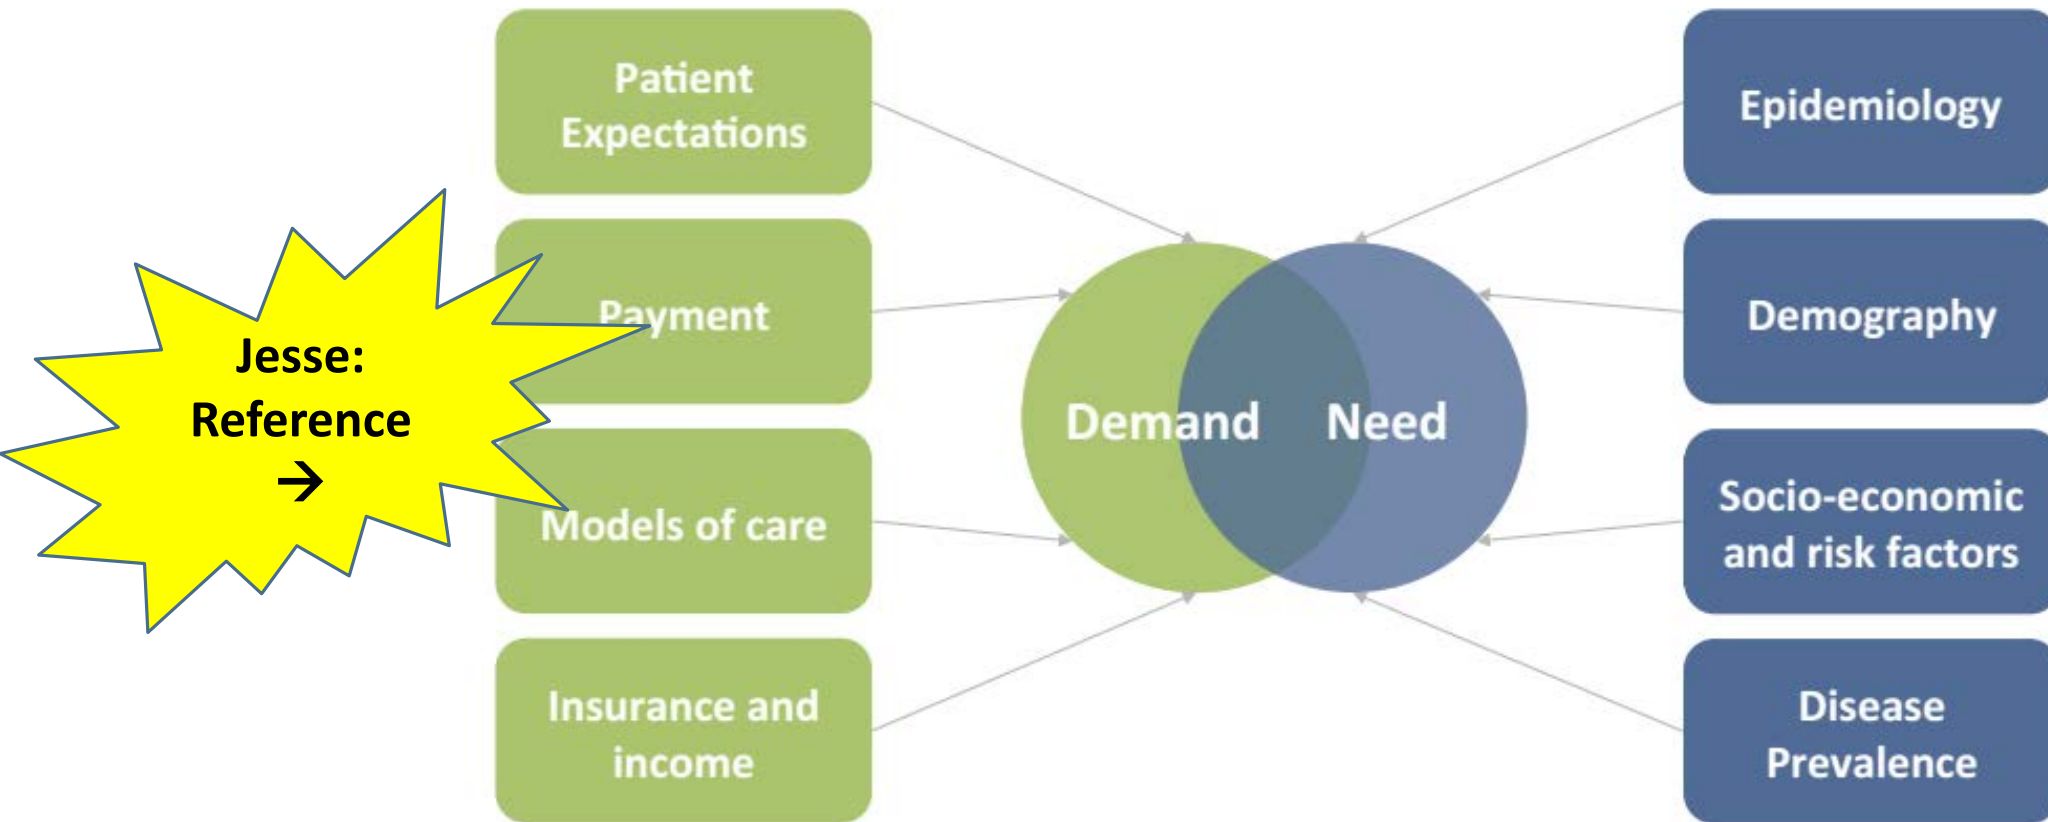 Patient
Expectations
Payment
Models of care
Insurance and
income
Jesse:
Reference
→
Demand
Need
Epidemiology
Demography
Socio-economic
and risk factors
Disease
Prevalence